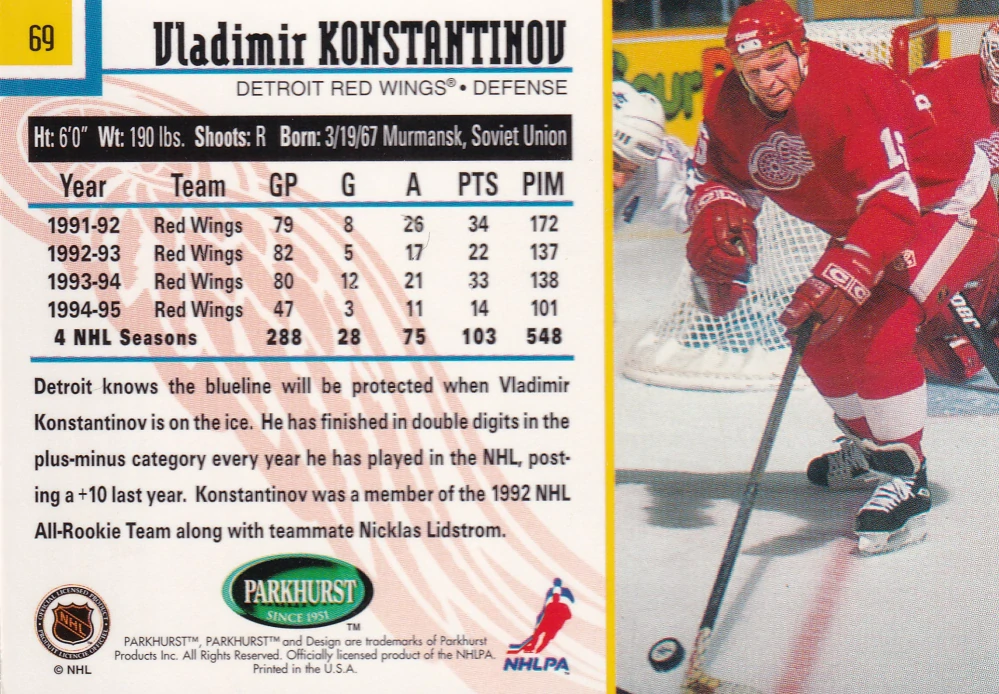 69
Vladimir KONSTANTINOV
DETROIT RED WINGS® • DEFENSE
Ht: 6'0" Wt: 190 lbs. Shoots: R Born: 3/19/67 Murmansk, Soviet Union
Year Team GP G A PTS PIM
1991-92 Red Wings 79 8 26 34 172
1992-93 Red Wings 82 5 17 22 137
1993-94 Red Wings 80 12 21 33 138
1994-95 Red Wings 47 3 11 14 101
4 NHL Seasons 288 28 75 103 548
Detroit knows the blueline will be protected when Vladimir
Konstantinov is on the ice. He has finished in double digits in the
plus-minus category every year he has played in the NHL, post-
ing a +10 last year. Konstantinov was a member of the 1992 NHL
All-Rookie Team along with teammate Nicklas Lidstrom.
PARKHURST
SINCE 1951
™
OFFICIAL LICENSED PRODUCT
NHL
© NHL
PARKHURST™, PARKHURST™ and Design are trademarks of Parkhurst
Products Inc. All Rights Reserved. Officially licensed product of the NHLPA.
Printed in the U.S.A.
NHLPA
16
CCM